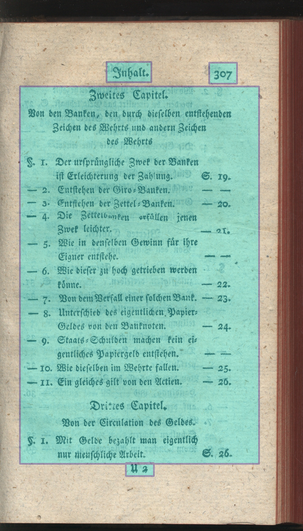 Inhalt. 307
Zweites Capitel.
Von den Banken, den durch dieselben entstehenden
Zeichen des Wehrts und andern Zeichen
des Wehrts
§. 1. Der ursprüngliche Zwek der Banken
ist Erleichterung der Zahlung. S. 19.
— 2. Entstehen der Giro-Banken. — —
— 3. Entstehen der Zettel-Banken. — 20.
— 4. Die Zettelbanken erfüllen jenen
Zwek leichter. — 21.
— 5. Wie in denselben Gewinn für ihre
Eigner entstehe. — —
— 6. Wie dieser zu hoch getrieben werden
könne. — 22.
— 7. Von dem Verfall einer solchen Bank. — 23.
— 8. Unterschied des eigentlichen Papier-
Geldes von den Banknoten. — 24.
— 9. Staats-Schulden machen kein ei-
gentliches Papiergeld entstehen. — —
— 10. Wie dieselben im Wehrte fallen. — 25.
— 11. Ein gleiches gilt von den Actien. — 26.
Drittes Capitel.
Von der Circulation des Geldes.
§. 1. Mit Gelde bezahlt man eigentlich
nur menschliche Arbeit. S. 26.
U 2